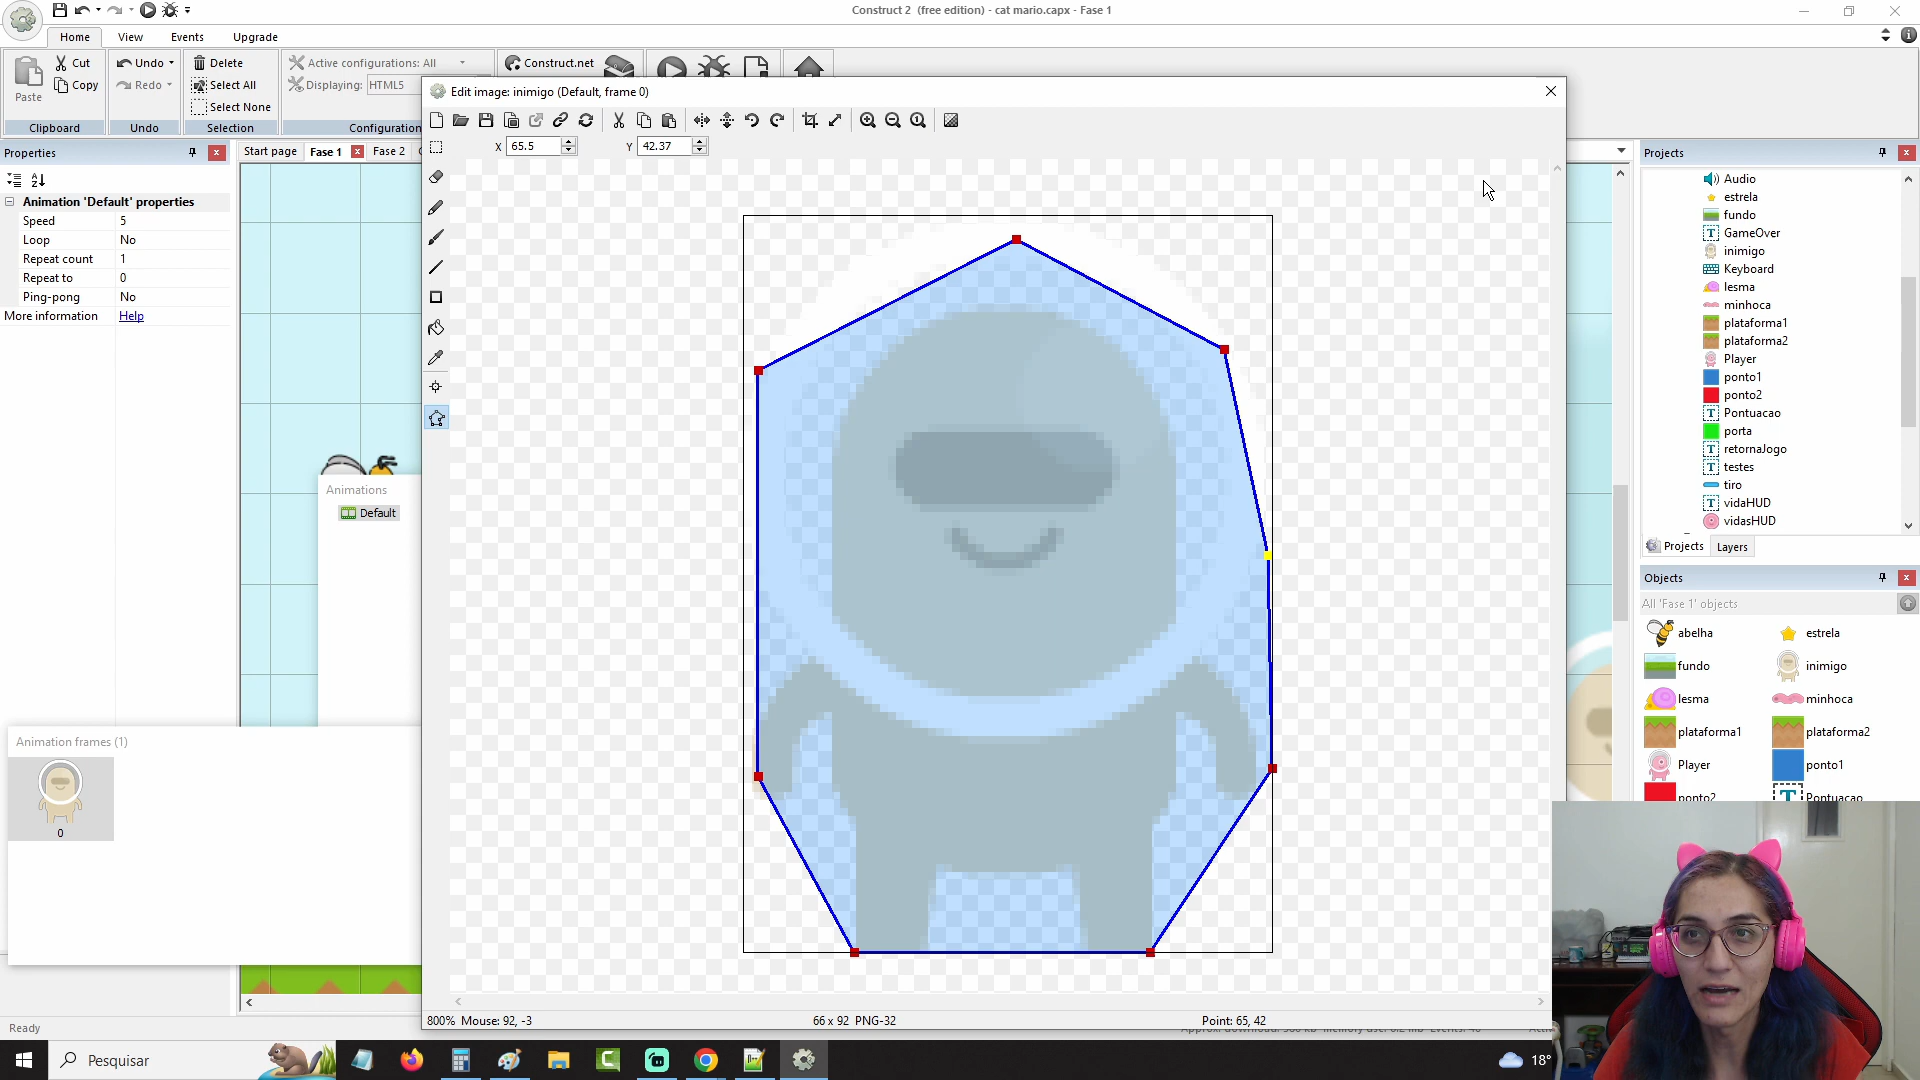 Construct 2 (free edition) - cat mario.capx - Fase 1
Home View Events Upgrade
Paste
Cut
Copy
Clipboard
Undo
Redo
Undo
Delete
Select All
Select None
Selection
Active configurations: All
Displaying: HTML5
Configuration
Construct.net
Edit image: inimigo (Default, frame 0)
X 65.5 Y 42.37
Properties
Animation 'Default' properties
Speed 5
Loop No
Repeat count 1
Repeat to 0
Ping-pong No
More information Help
Start page Fase 1 Fase 2
Animations
Default
Animation frames (1)
0
Ready
800% Mouse: 92, -3
66 x 92 PNG-32
Point: 65, 42
Projects
Audio
estrela
fundo
GameOver
inimigo
Keyboard
lesma
minhoca
plataforma1
plataforma2
Player
ponto1
ponto2
Pontuacao
porta
retornaJogo
testes
tiro
vidaHUD
vidasHUD
Projects Layers
Objects
All 'Fase 1' objects
abelha estrela
fundo inimigo
lesma minhoca
plataforma1 plataforma2
Player ponto1
ponto2 Pontuacao
Pesquisar
18°